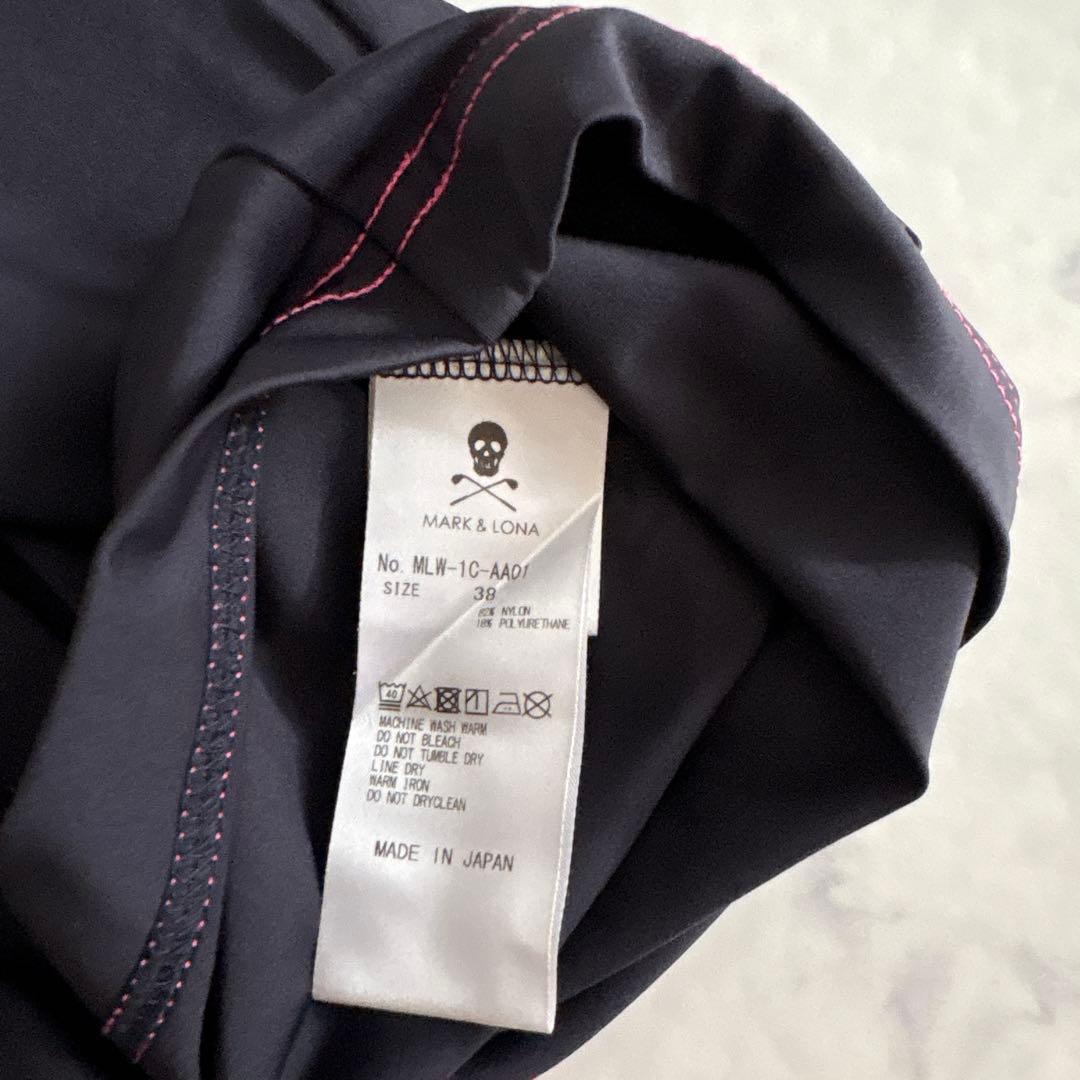 MARK & LONA
No. MLW-1C-AA01
SIZE 38
82% NYLON
18% POLYURETHANE
40
MACHINE WASH WARM
DO NOT BLEACH
DO NOT TUMBLE DRY
LINE DRY
WARM IRON
DO NOT DRYCLEAN
MADE IN JAPAN